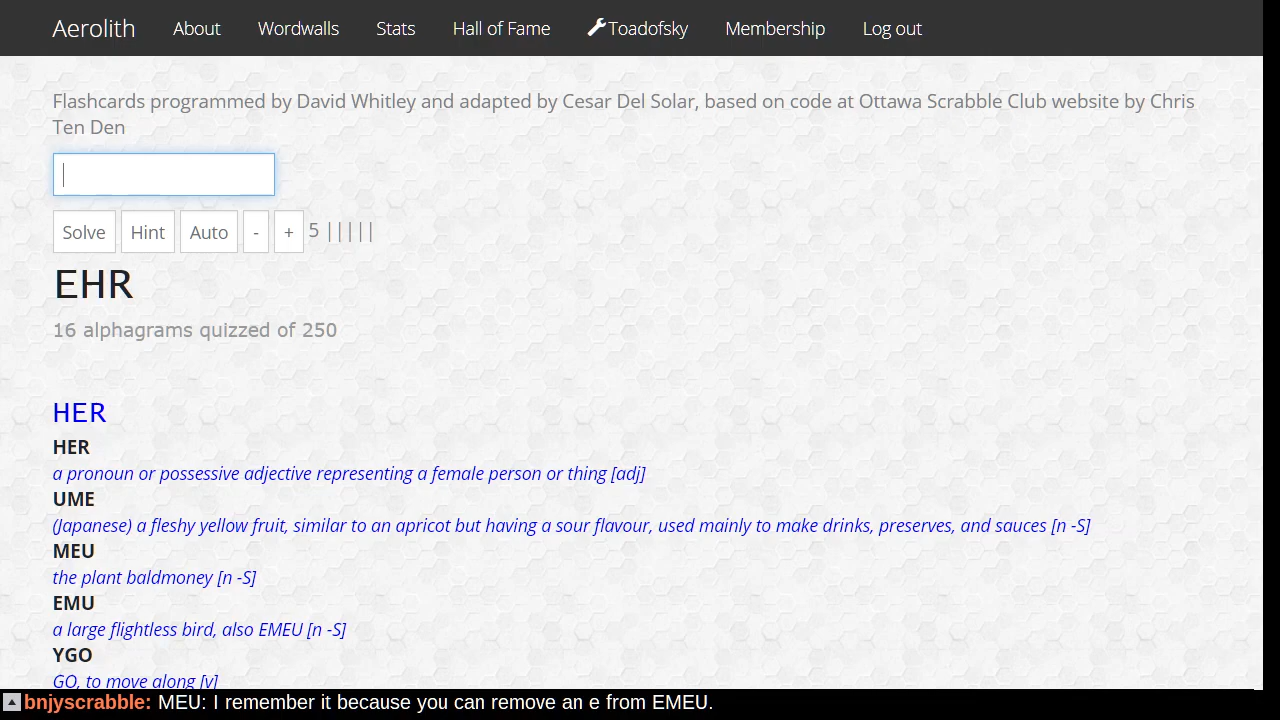 Aerolith About Wordwalls Stats Hall of Fame Toadofsky Membership Log out
Flashcards programmed by David Whitley and adapted by Cesar Del Solar, based on code at Ottawa Scrabble Club website by Chris
Ten Den
Solve Hint Auto - + 5 |||||
EHR
16 alphagrams quizzed of 250
HER
HER
a pronoun or possessive adjective representing a female person or thing [adj]
UME
(Japanese) a fleshy yellow fruit, similar to an apricot but having a sour flavour, used mainly to make drinks, preserves, and sauces [n -S]
MEU
the plant baldmoney [n -S]
EMU
a large flightless bird, also EMEU [n -S]
YGO
GO, to move along [v]
bnjyscrabble: MEU: I remember it because you can remove an e from EMEU.